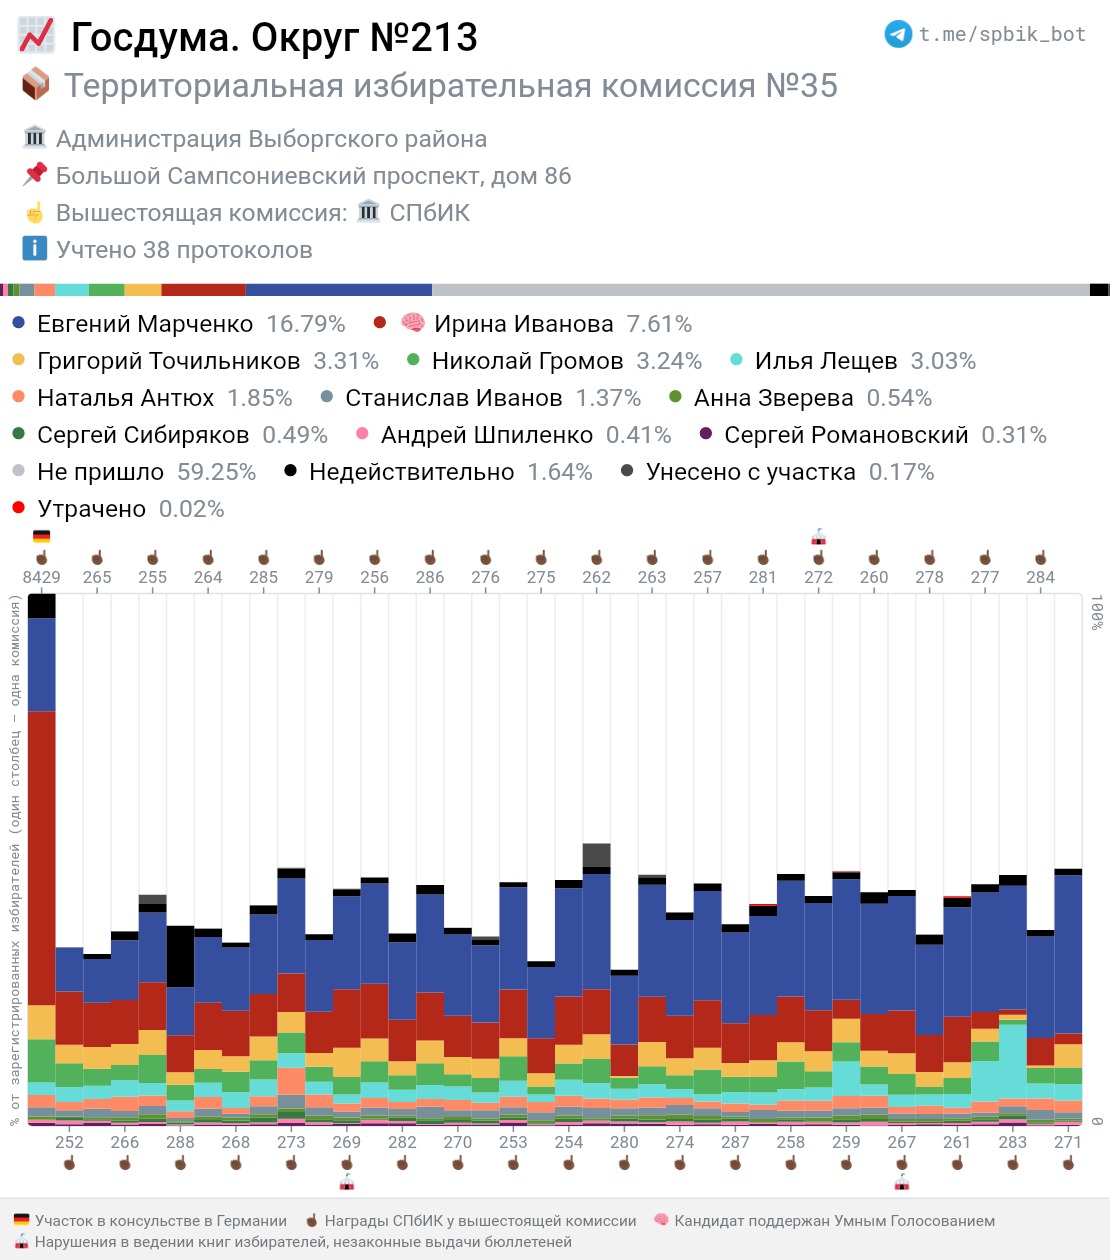 Госдума. Округ №213
t.me/spbik_bot
Территориальная избирательная комиссия №35
Администрация Выборгского района
Большой Сампсониевский проспект, дом 86
Вышестоящая комиссия: СПбИК
Учтено 38 протоколов
Евгений Марченко 16.79% Ирина Иванова 7.61%
Григорий Точильников 3.31% Николай Громов 3.24% Илья Лещев 3.03%
Наталья Антюх 1.85% Станислав Иванов 1.37% Анна Зверева 0.54%
Сергей Сибиряков 0.49% Андрей Шпиленко 0.41% Сергей Романовский 0.31%
Не пришло 59.25% Недействительно 1.64% Унесено с участка 0.17%
Утрачено 0.02%
8429 265 255 264 285 279 256 286 276 275 262 263 257 281 272 260 278 277 284
% от зарегистрированных избирателей (один столбец – одна комиссия)
100%
0
252 266 288 268 273 269 282 270 253 254 280 274 287 258 259 267 261 283 271
Участок в консульстве в Германии Награды СПбИК у вышестоящей комиссии Кандидат поддержан Умным Голосованием
Нарушения в ведении книг избирателей, незаконные выдачи бюллетеней